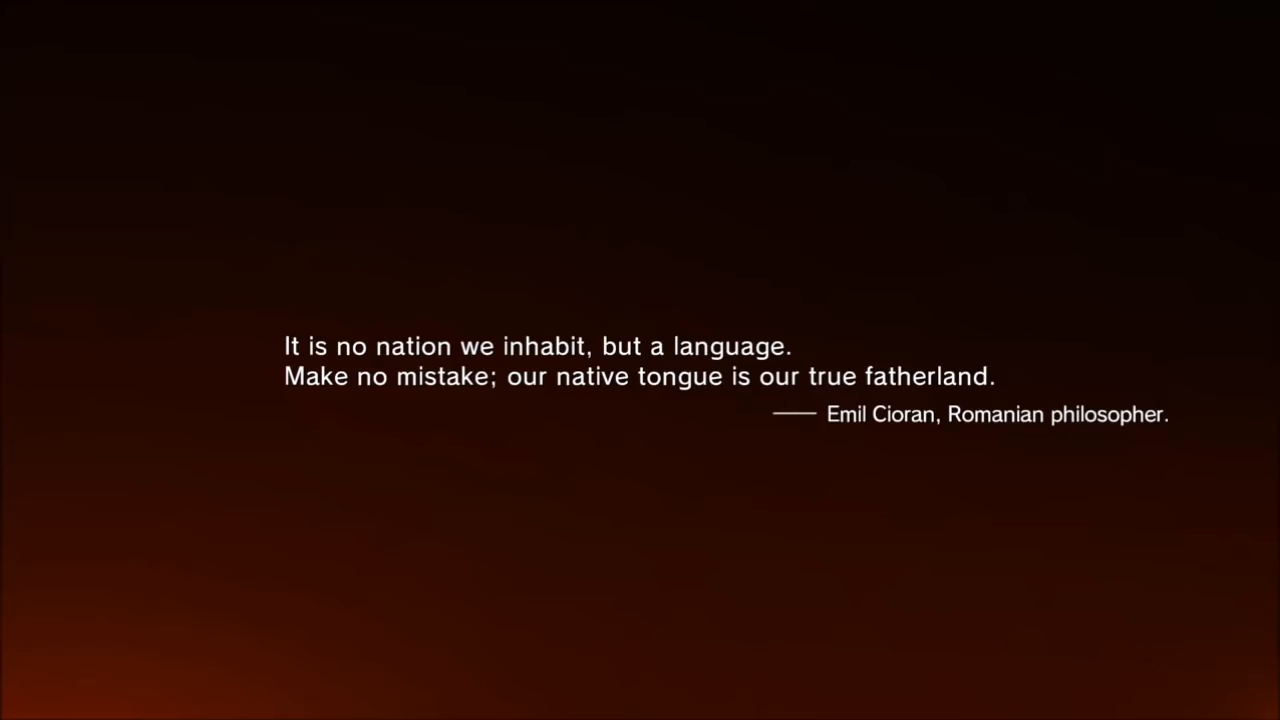 It is no nation we inhabit, but a language.
Make no mistake; our native tongue is our true fatherland.
—— Emil Cioran, Romanian philosopher.